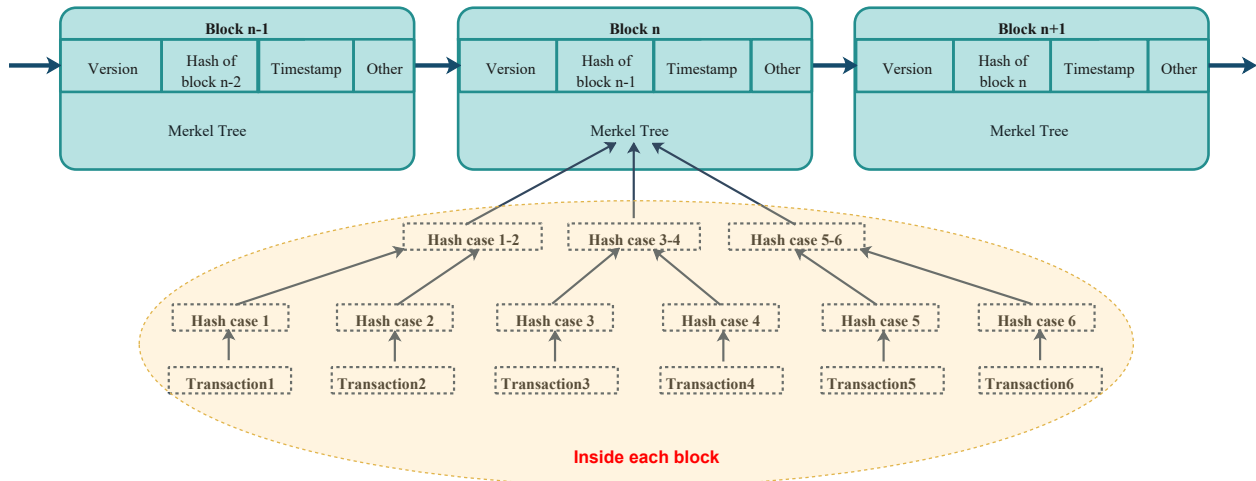 Block n-1
Version
Hash of
block n-2
Timestamp
Other
Merkel Tree
Block n
Version
Hash of
block n-1
Timestamp
Other
Merkel Tree
Block n+1
Version
Hash of
block n
Timestamp
Other
Merkel Tree
Hash case 1-2
Hash case 3-4
Hash case 5-6
Hash case 1
Hash case 2
Hash case 3
Hash case 4
Hash case 5
Hash case 6
Transaction1
Transaction2
Transaction3
Transaction4
Transaction5
Transaction6
Inside each block